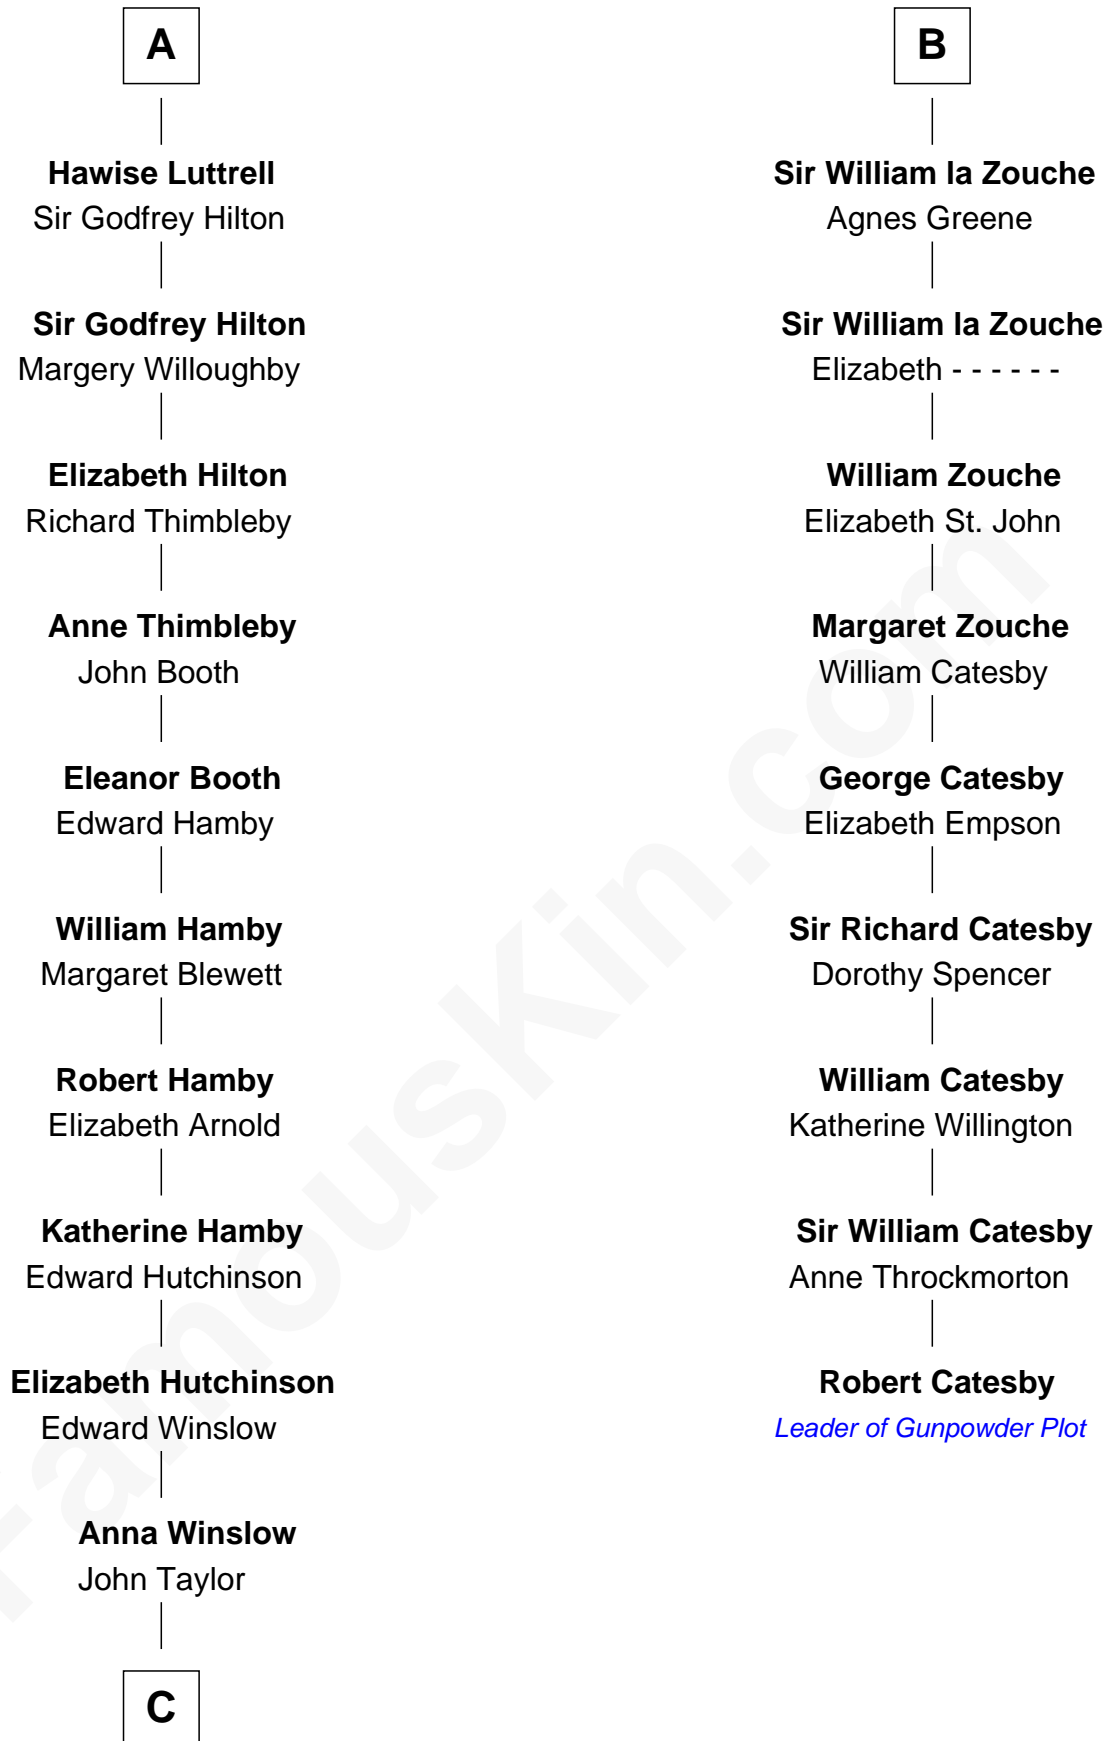 A
Hawise Luttrell
Sir Godfrey Hilton
Sir Godfrey Hilton
Margery Willoughby
Elizabeth Hilton
Richard Thimbleby
Anne Thimbleby
John Booth
Eleanor Booth
Edward Hamby
William Hamby
Margaret Blewett
Robert Hamby
Elizabeth Arnold
Katherine Hamby
Edward Hutchinson
Elizabeth Hutchinson
Edward Winslow
Anna Winslow
John Taylor
C
B
Sir William la Zouche
Agnes Greene
Sir William la Zouche
Elizabeth - - - - - -
William Zouche
Elizabeth St. John
Margaret Zouche
William Catesby
George Catesby
Elizabeth Empson
Sir Richard Catesby
Dorothy Spencer
William Catesby
Katherine Willington
Sir William Catesby
Anne Throckmorton
Robert Catesby
Leader of Gunpowder Plot
FamousKin.com